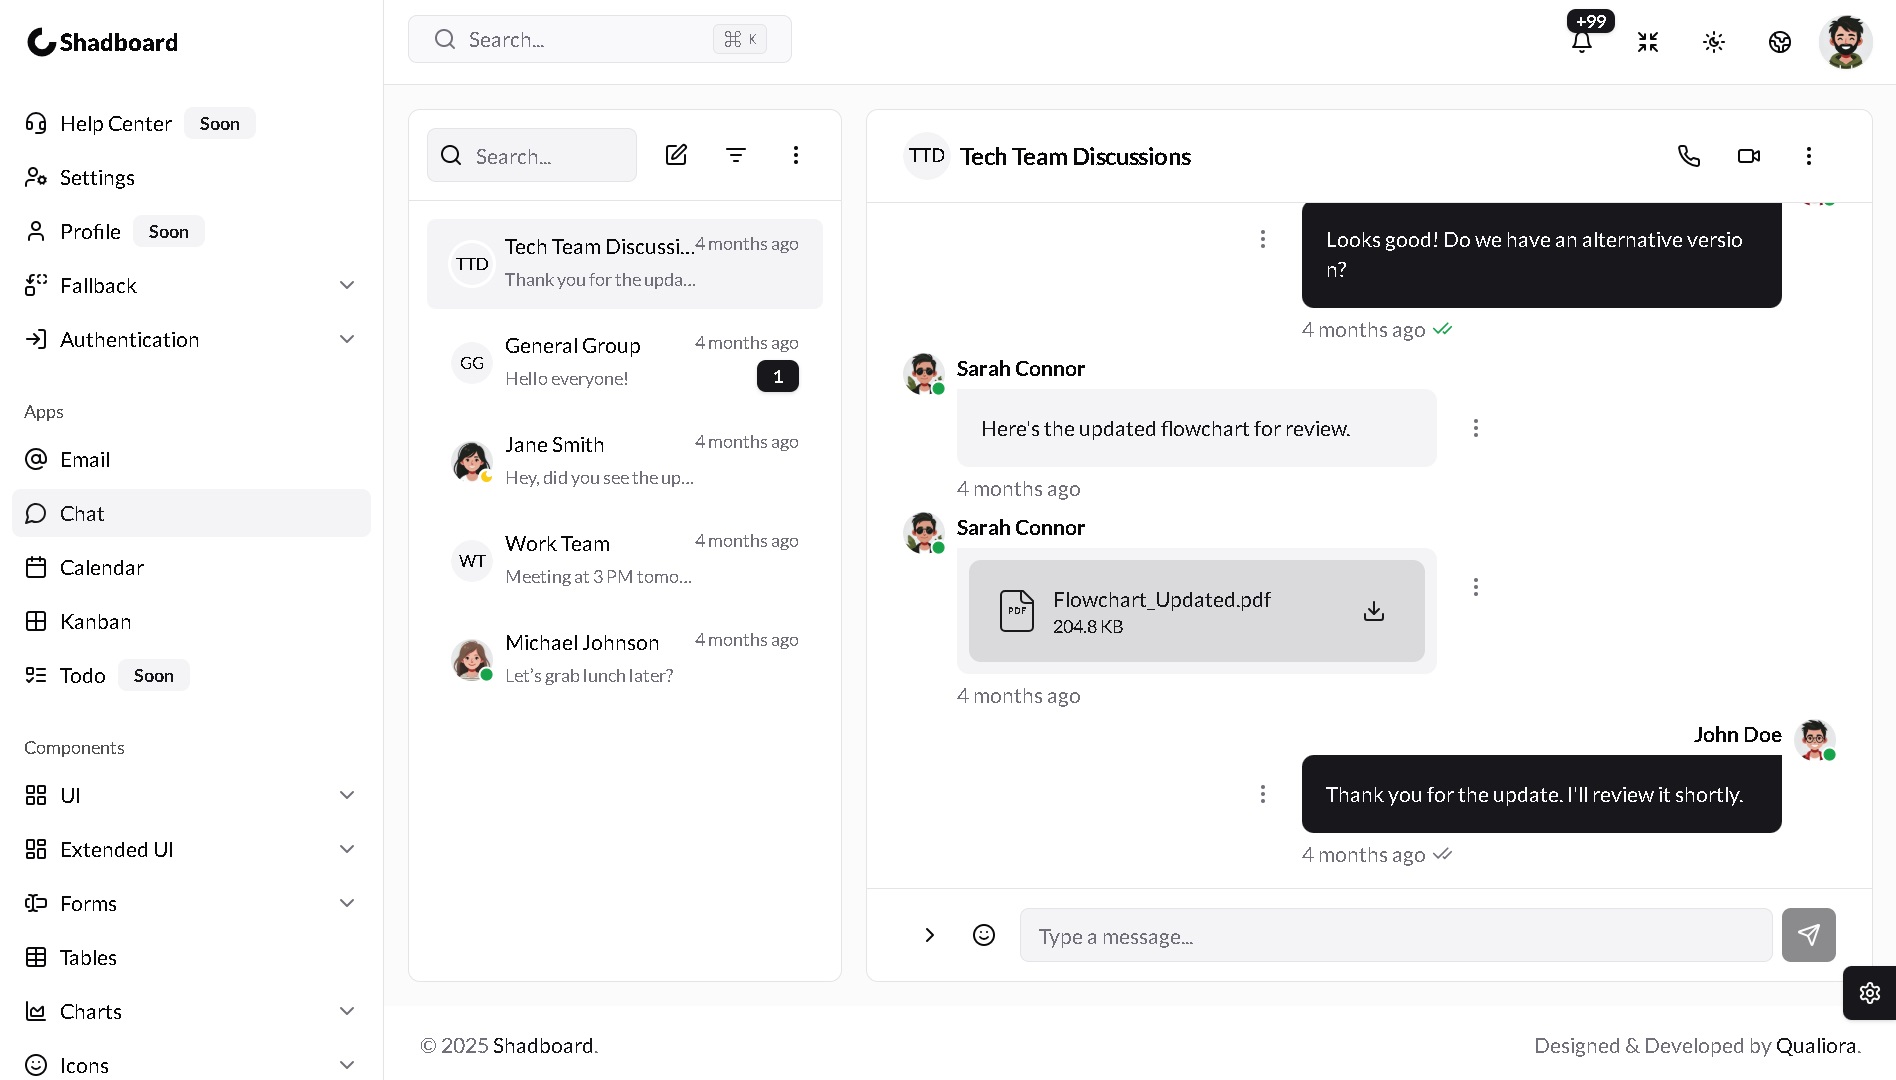 Shadboard
Help Center Soon
Settings
Profile Soon
Fallback
Authentication
Apps
Email
Chat
Calendar
Kanban
Todo Soon
Components
UI
Extended UI
Forms
Tables
Charts
Icons
Search... ⌘ K
+99
Search...
TTD Tech Team Discussi... 4 months ago
Thank you for the upda...
GG General Group 4 months ago
Hello everyone! 1
Jane Smith 4 months ago
Hey, did you see the up...
WT Work Team 4 months ago
Meeting at 3 PM tomo...
Michael Johnson 4 months ago
Let’s grab lunch later?
TTD Tech Team Discussions
Looks good! Do we have an alternative versio
n?
4 months ago
Sarah Connor
Here's the updated flowchart for review.
4 months ago
Sarah Connor
PDF Flowchart_Updated.pdf
204.8 KB
4 months ago
John Doe
Thank you for the update. I'll review it shortly.
4 months ago
Type a message...
© 2025 Shadboard.
Designed & Developed by Qualiora.